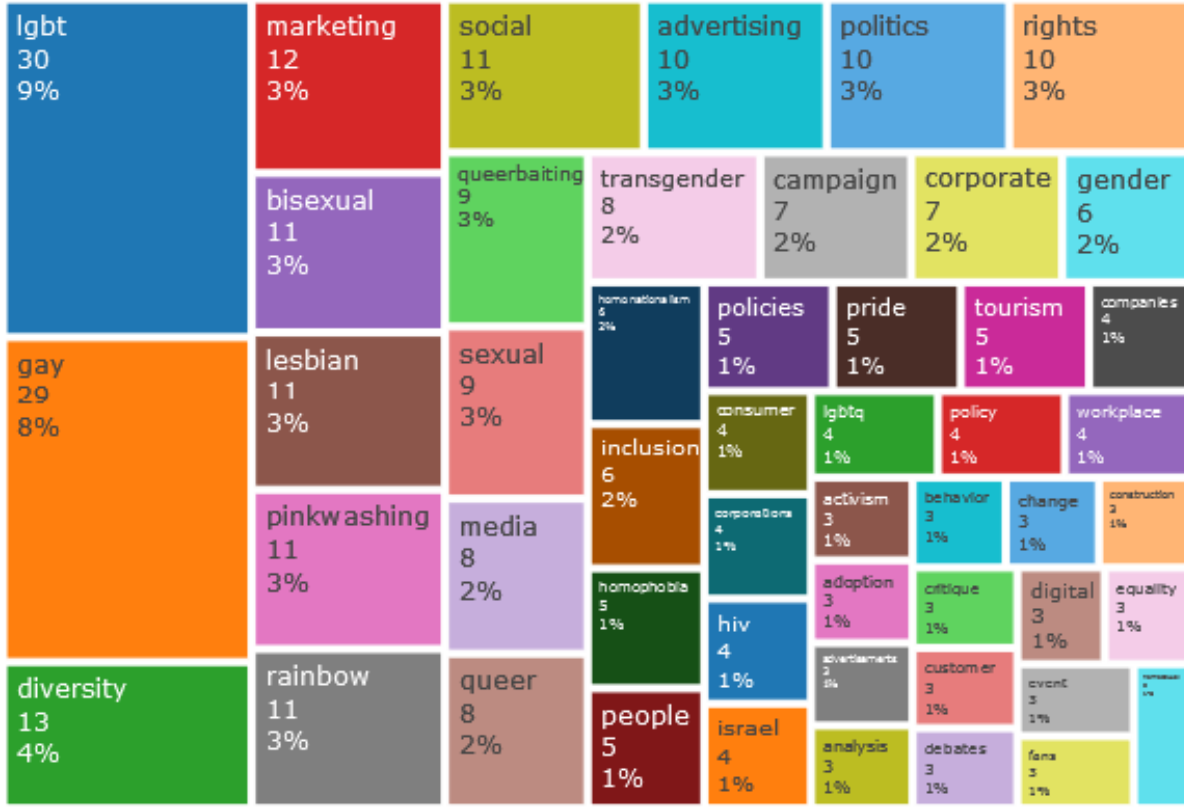 lgbt
30
9%
gay
29
8%
diversity
13
4%
marketing
12
3%
bisexual
11
3%
lesbian
11
3%
pinkwashing
11
3%
rainbow
11
3%
social
11
3%
advertising
10
3%
politics
10
3%
rights
10
3%
queerbaiting
9
3%
sexual
9
3%
media
8
2%
queer
8
2%
transgender
8
2%
campaign
7
2%
corporate
7
2%
gender
6
2%
homonationalism
6
2%
inclusion
6
2%
homophobia
5
1%
people
5
1%
policies
5
1%
pride
5
1%
tourism
5
1%
companies
4
1%
consumer
4
1%
corporations
4
1%
hiv
4
1%
israel
4
1%
lgbtq
4
1%
policy
4
1%
workplace
4
1%
activism
3
1%
adoption
3
1%
advertisements
3
1%
analysis
3
1%
behavior
3
1%
change
3
1%
construction
3
1%
critique
3
1%
customer
3
1%
debates
3
1%
digital
3
1%
equality
3
1%
event
3
1%
fans
3
1%